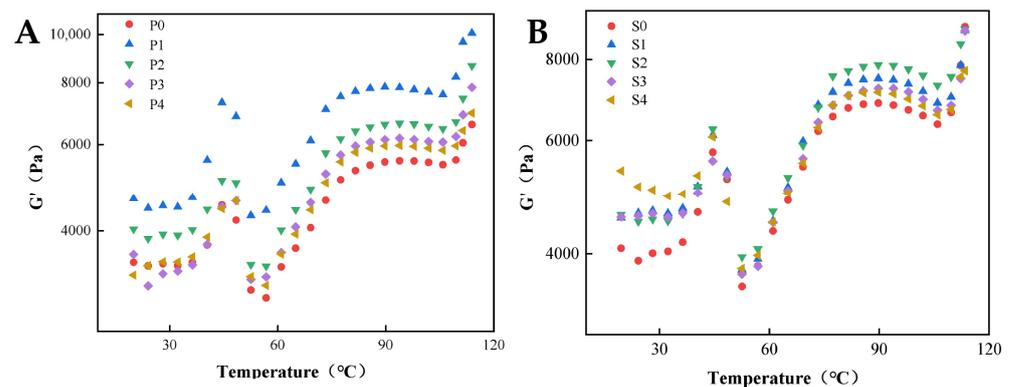 A
G' (Pa)
10,000
8000
6000
4000
P0
P1
P2
P3
P4
30
60
90
120
Temperature（℃）
B
G' (Pa)
8000
6000
4000
S0
S1
S2
S3
S4
30
60
90
120
Temperature（℃）